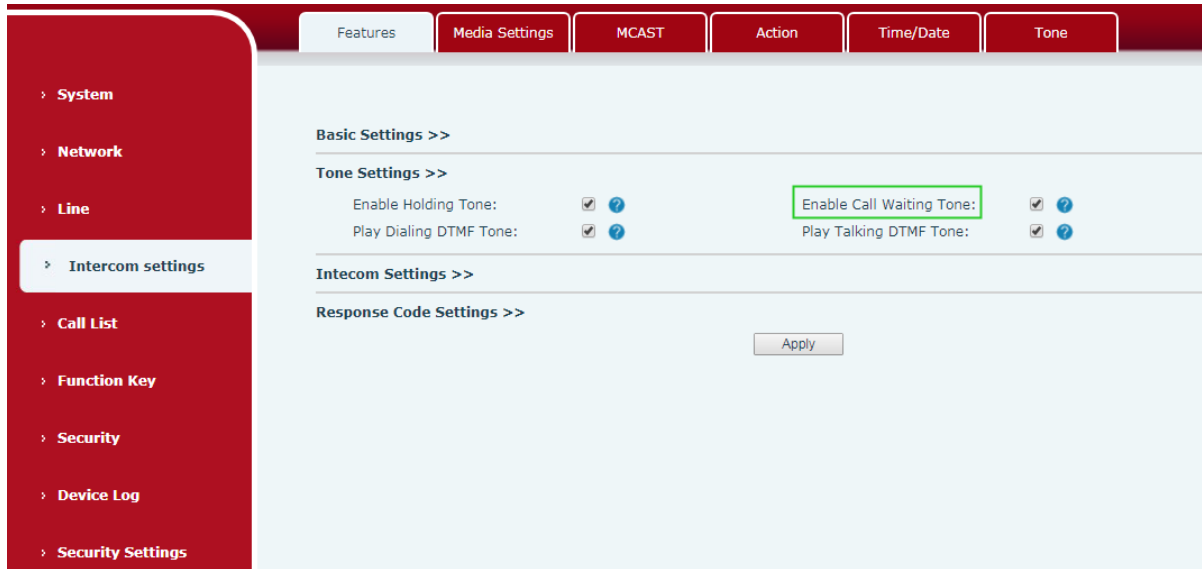 Features Media Settings MCAST Action Time/Date Tone
› System
› Network
› Line
› Intercom settings
› Call List
› Function Key
› Security
› Device Log
› Security Settings
Basic Settings >>
Tone Settings >>
Enable Holding Tone: ? Enable Call Waiting Tone: ?
Play Dialing DTMF Tone: ? Play Talking DTMF Tone: ?
Intecom Settings >>
Response Code Settings >>
Apply